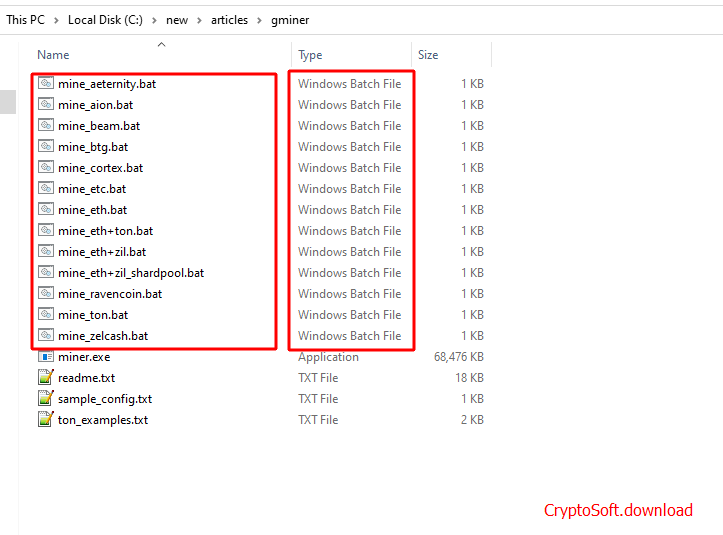 This PC > Local Disk (C:) > new > articles > gminer
Name Type Size
mine_aeternity.bat Windows Batch File 1 KB
mine_aion.bat Windows Batch File 1 KB
mine_beam.bat Windows Batch File 1 KB
mine_btg.bat Windows Batch File 1 KB
mine_cortex.bat Windows Batch File 1 KB
mine_etc.bat Windows Batch File 1 KB
mine_eth.bat Windows Batch File 1 KB
mine_eth+ton.bat Windows Batch File 1 KB
mine_eth+zil.bat Windows Batch File 1 KB
mine_eth+zil_shardpool.bat Windows Batch File 1 KB
mine_ravencoin.bat Windows Batch File 1 KB
mine_ton.bat Windows Batch File 1 KB
mine_zelcash.bat Windows Batch File 1 KB
miner.exe Application 68,476 KB
readme.txt TXT File 18 KB
sample_config.txt TXT File 1 KB
ton_examples.txt TXT File 2 KB
CryptoSoft.download